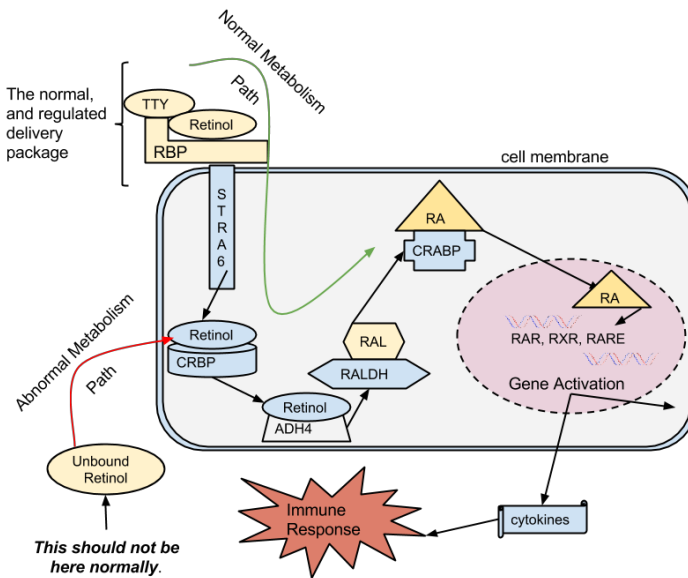 Normal Metabolism
Path
The normal,
and regulated
delivery
package
TTY
Retinol
RBP
cell membrane
STRA6
RA
CRABP
RA
RAR, RXR, RARE
Gene Activation
Abnormal Metabolism
Path
Retinol
CRBP
RAL
RALDH
Retinol
ADH4
Unbound
Retinol
This should not be
here normally.
Immune
Response
cytokines